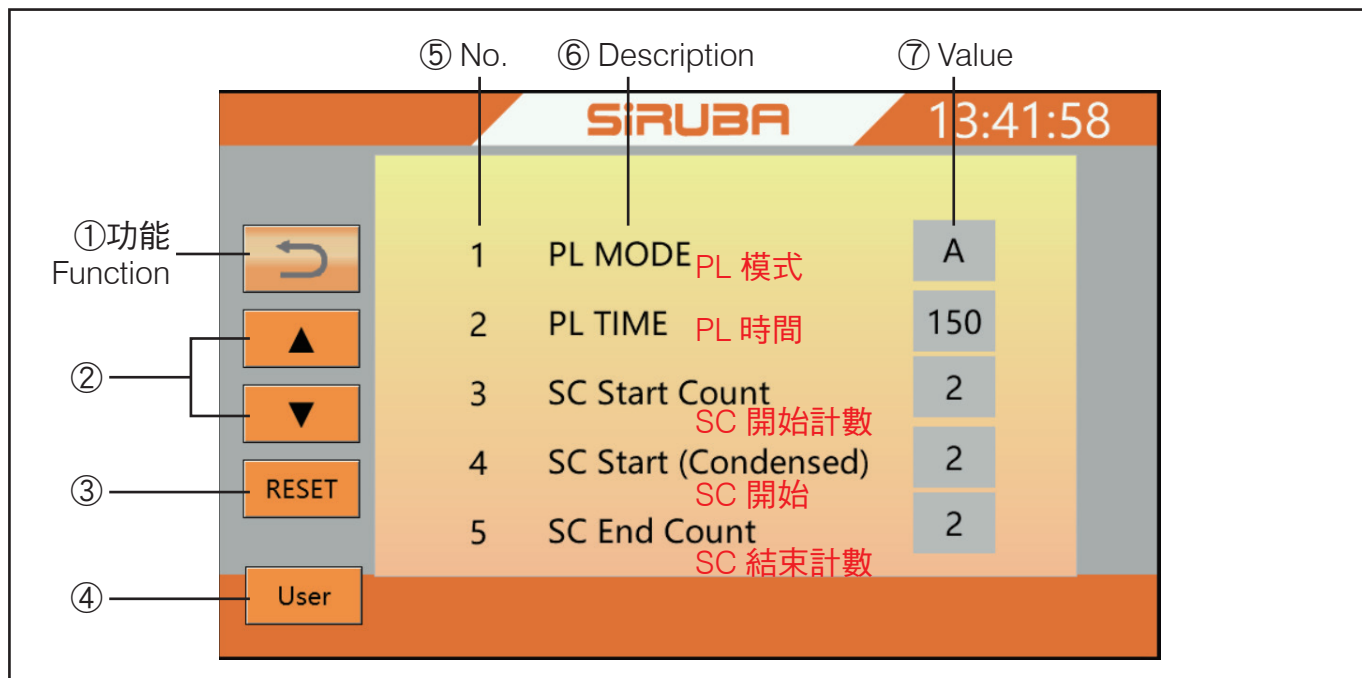 ⑤ No. ⑥ Description ⑦ Value
SiRUBA 13:41:58
①功能
Function
1 PL MODE PL 模式 A
▲
2 PL TIME PL 時間 150
②
▼
3 SC Start Count 2
SC 開始計數
③ RESET
4 SC Start (Condensed) 2
SC 開始
5 SC End Count 2
SC 結束計數
④ User